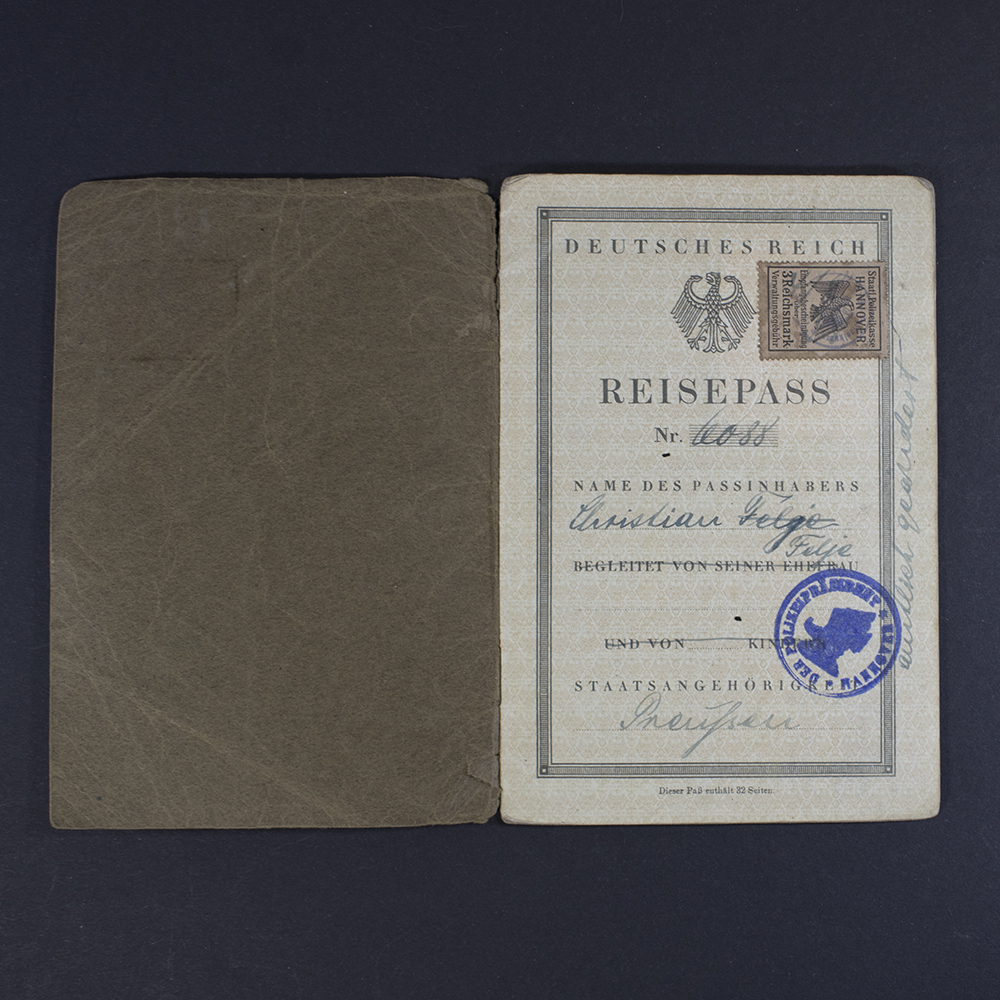 DEUTSCHES REICH
Staatl. Polizeikasse
HANNOVER
3 Reichsmark
Verwaltungsgebühr
REISEPASS
Nr. 6088
NAME DES PASSINHABERS
Christian Felge
Felje
BEGLEITET VON SEINER EHEFRAU
UND VON KINDERN
STAATSANGEHÖRIGKEIT
Preußen
Dieser Paß enthält 32 Seiten.
DER POLIZEIPRÄSIDENT * HANNOVER *
amtlich geändert